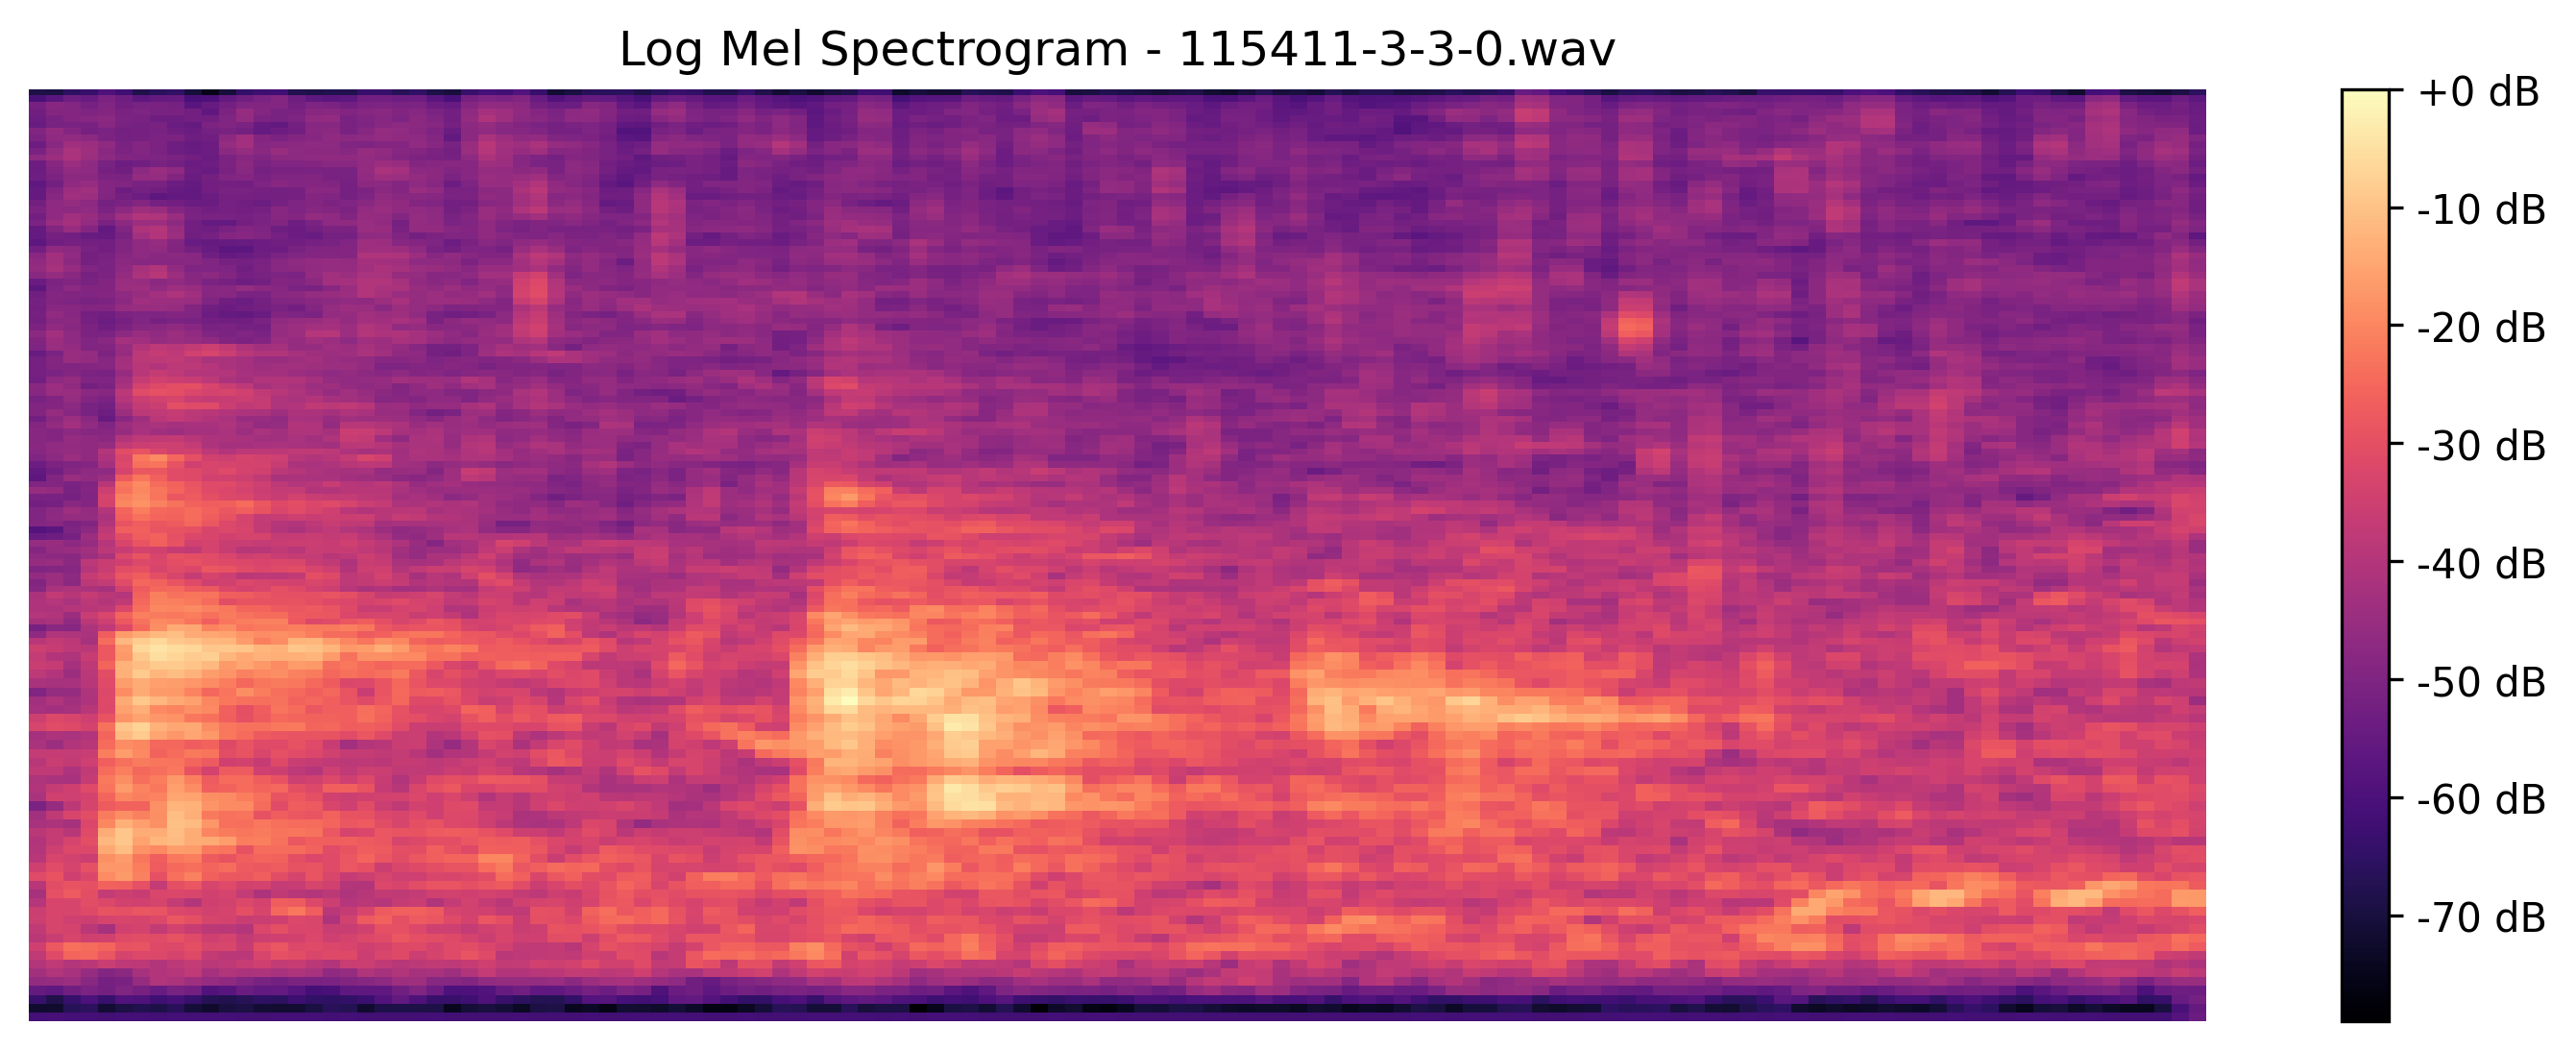 Log Mel Spectrogram - 115411-3-3-0.wav
+0 dB
-10 dB
-20 dB
-30 dB
-40 dB
-50 dB
-60 dB
-70 dB